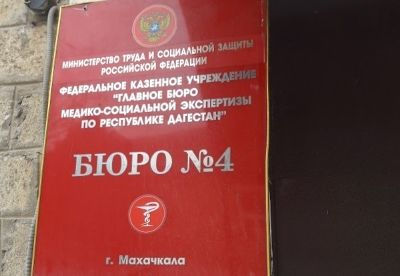 МИНИСТЕРСТВО ТРУДА И СОЦИАЛЬНОЙ ЗАЩИТЫ
РОССИЙСКОЙ ФЕДЕРАЦИИ
ФЕДЕРАЛЬНОЕ КАЗЕННОЕ УЧРЕЖДЕНИЕ
"ГЛАВНОЕ БЮРО
МЕДИКО-СОЦИАЛЬНОЙ ЭКСПЕРТИЗЫ
ПО РЕСПУБЛИКЕ ДАГЕСТАН"
БЮРО №4
г. Махачкала